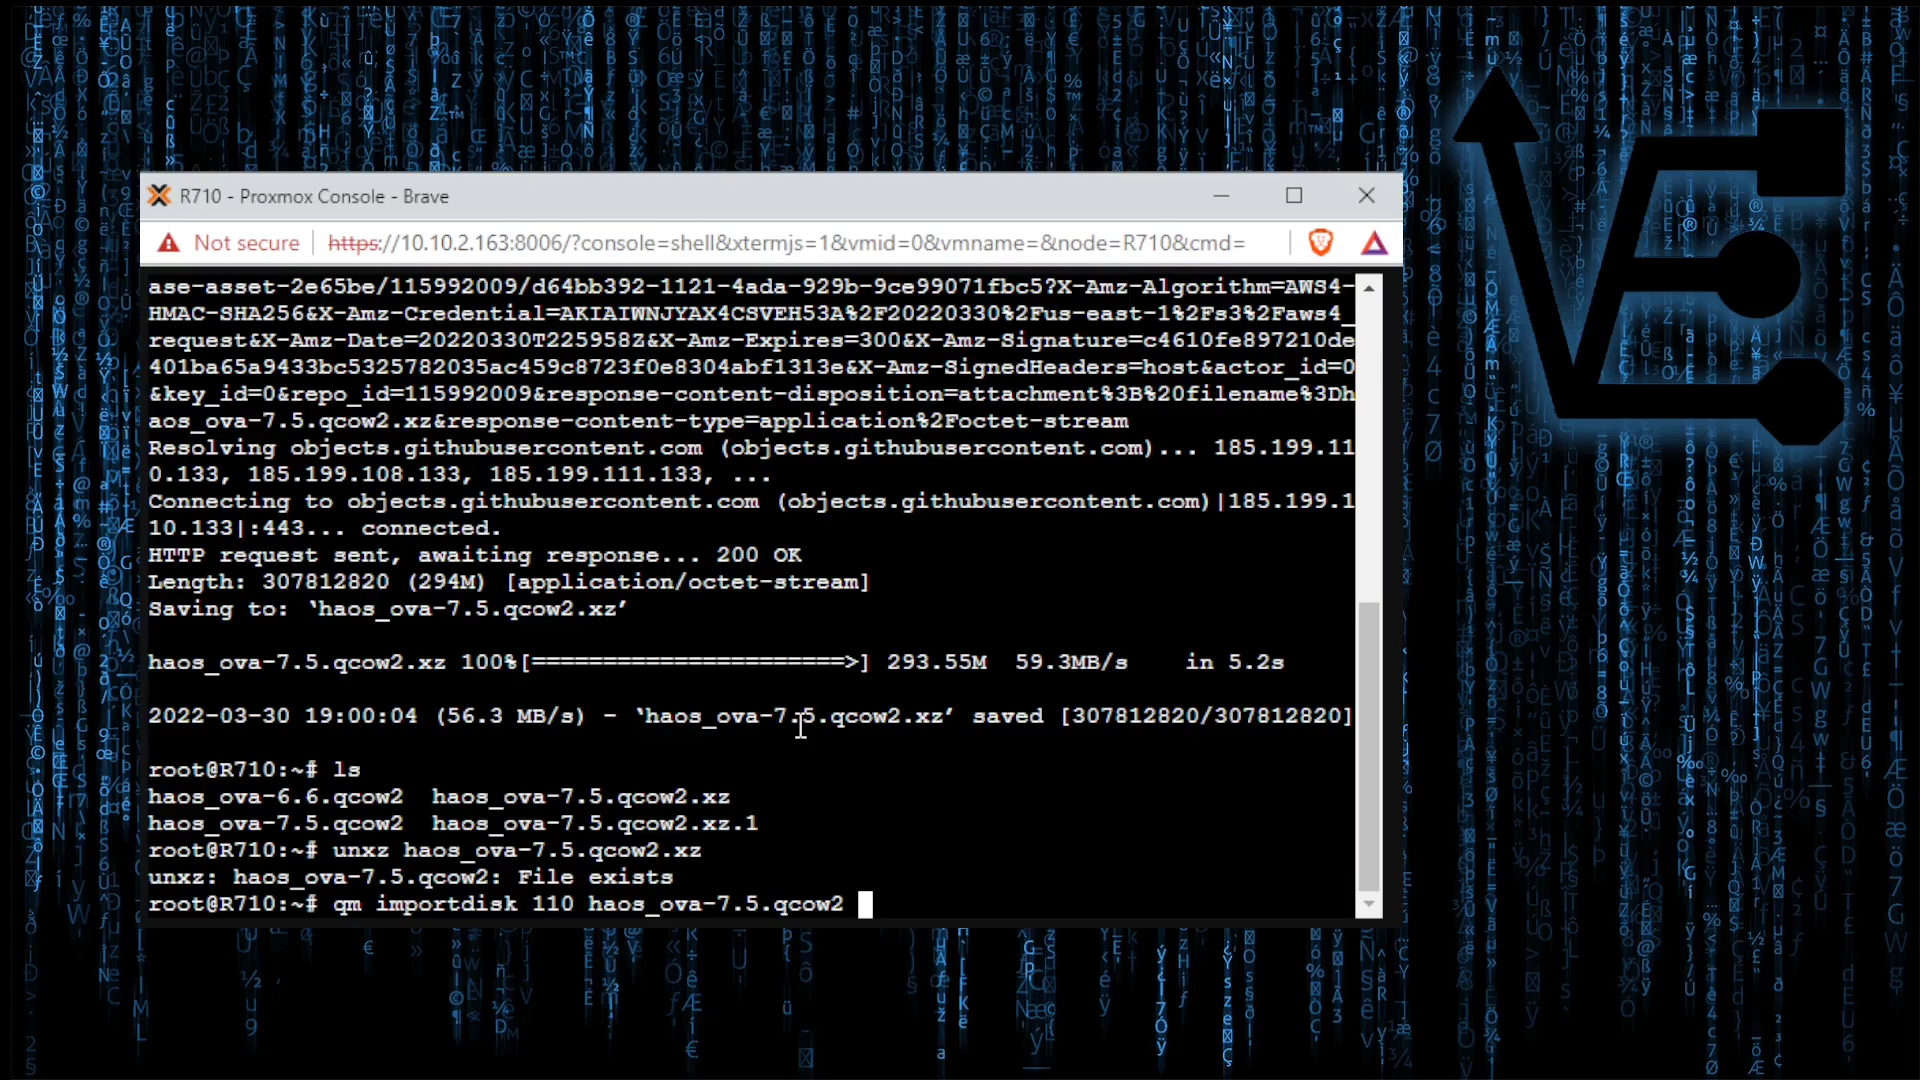 R710 - Proxmox Console - Brave
Not secure
https://10.10.2.163:8006/?console=shell&xtermjs=1&vmid=0&vmname=&node=R710&cmd=
ase-asset-2e65be/115992009/d64bb392-1121-4ada-929b-9ce99071fbc5?X-Amz-Algorithm=AWS4-
HMAC-SHA256&X-Amz-Credential=AKIAIWNJYAX4CSVEH53A%2F20220330%2Fus-east-1%2Fs3%2Faws4_
request&X-Amz-Date=20220330T225958Z&X-Amz-Expires=300&X-Amz-Signature=c4610fe897210de
401ba65a9433bc5325782035ac459c8723f0e8304abf1313e&X-Amz-SignedHeaders=host&actor_id=0
&key_id=0&repo_id=115992009&response-content-disposition=attachment%3B%20filename%3Dh
aos_ova-7.5.qcow2.xz&response-content-type=application%2Foctet-stream
Resolving objects.githubusercontent.com (objects.githubusercontent.com)... 185.199.11
0.133, 185.199.108.133, 185.199.111.133, ...
Connecting to objects.githubusercontent.com (objects.githubusercontent.com)|185.199.1
10.133|:443... connected.
HTTP request sent, awaiting response... 200 OK
Length: 307812820 (294M) [application/octet-stream]
Saving to: ‘haos_ova-7.5.qcow2.xz’
haos_ova-7.5.qcow2.xz 100%[======================>] 293.55M  59.3MB/s    in 5.2s
2022-03-30 19:00:04 (56.3 MB/s) - ‘haos_ova-7.5.qcow2.xz’ saved [307812820/307812820]
root@R710:~# ls
haos_ova-6.6.qcow2  haos_ova-7.5.qcow2.xz
haos_ova-7.5.qcow2  haos_ova-7.5.qcow2.xz.1
root@R710:~# unxz haos_ova-7.5.qcow2.xz
unxz: haos_ova-7.5.qcow2: File exists
root@R710:~# qm importdisk 110 haos_ova-7.5.qcow2